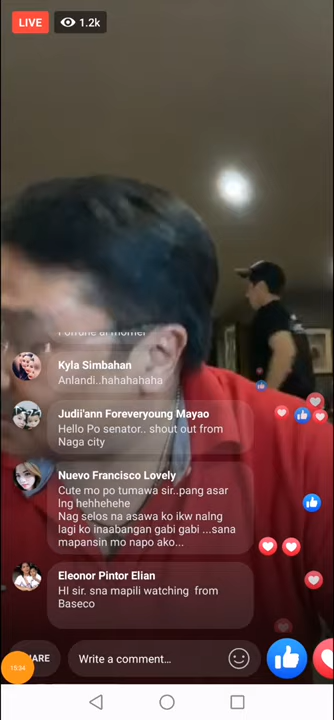 LIVE 1.2k
Kyla Simbahan
Anlandi..hahahahaha
Judii'ann Foreveryoung Mayao
Hello Po senator.. shout out from
Naga city
Nuevo Francisco Lovely
Cute mo po tumawa sir..pang asar
lng hehhehehe
Nag selos na asawa ko ikw nalng
lagi ko inaabangan gabi gabi ...sana
mapansin mo napo ako...
Eleonor Pintor Elian
HI sir. sna mapili watching from
Baseco
15:34
Write a comment...